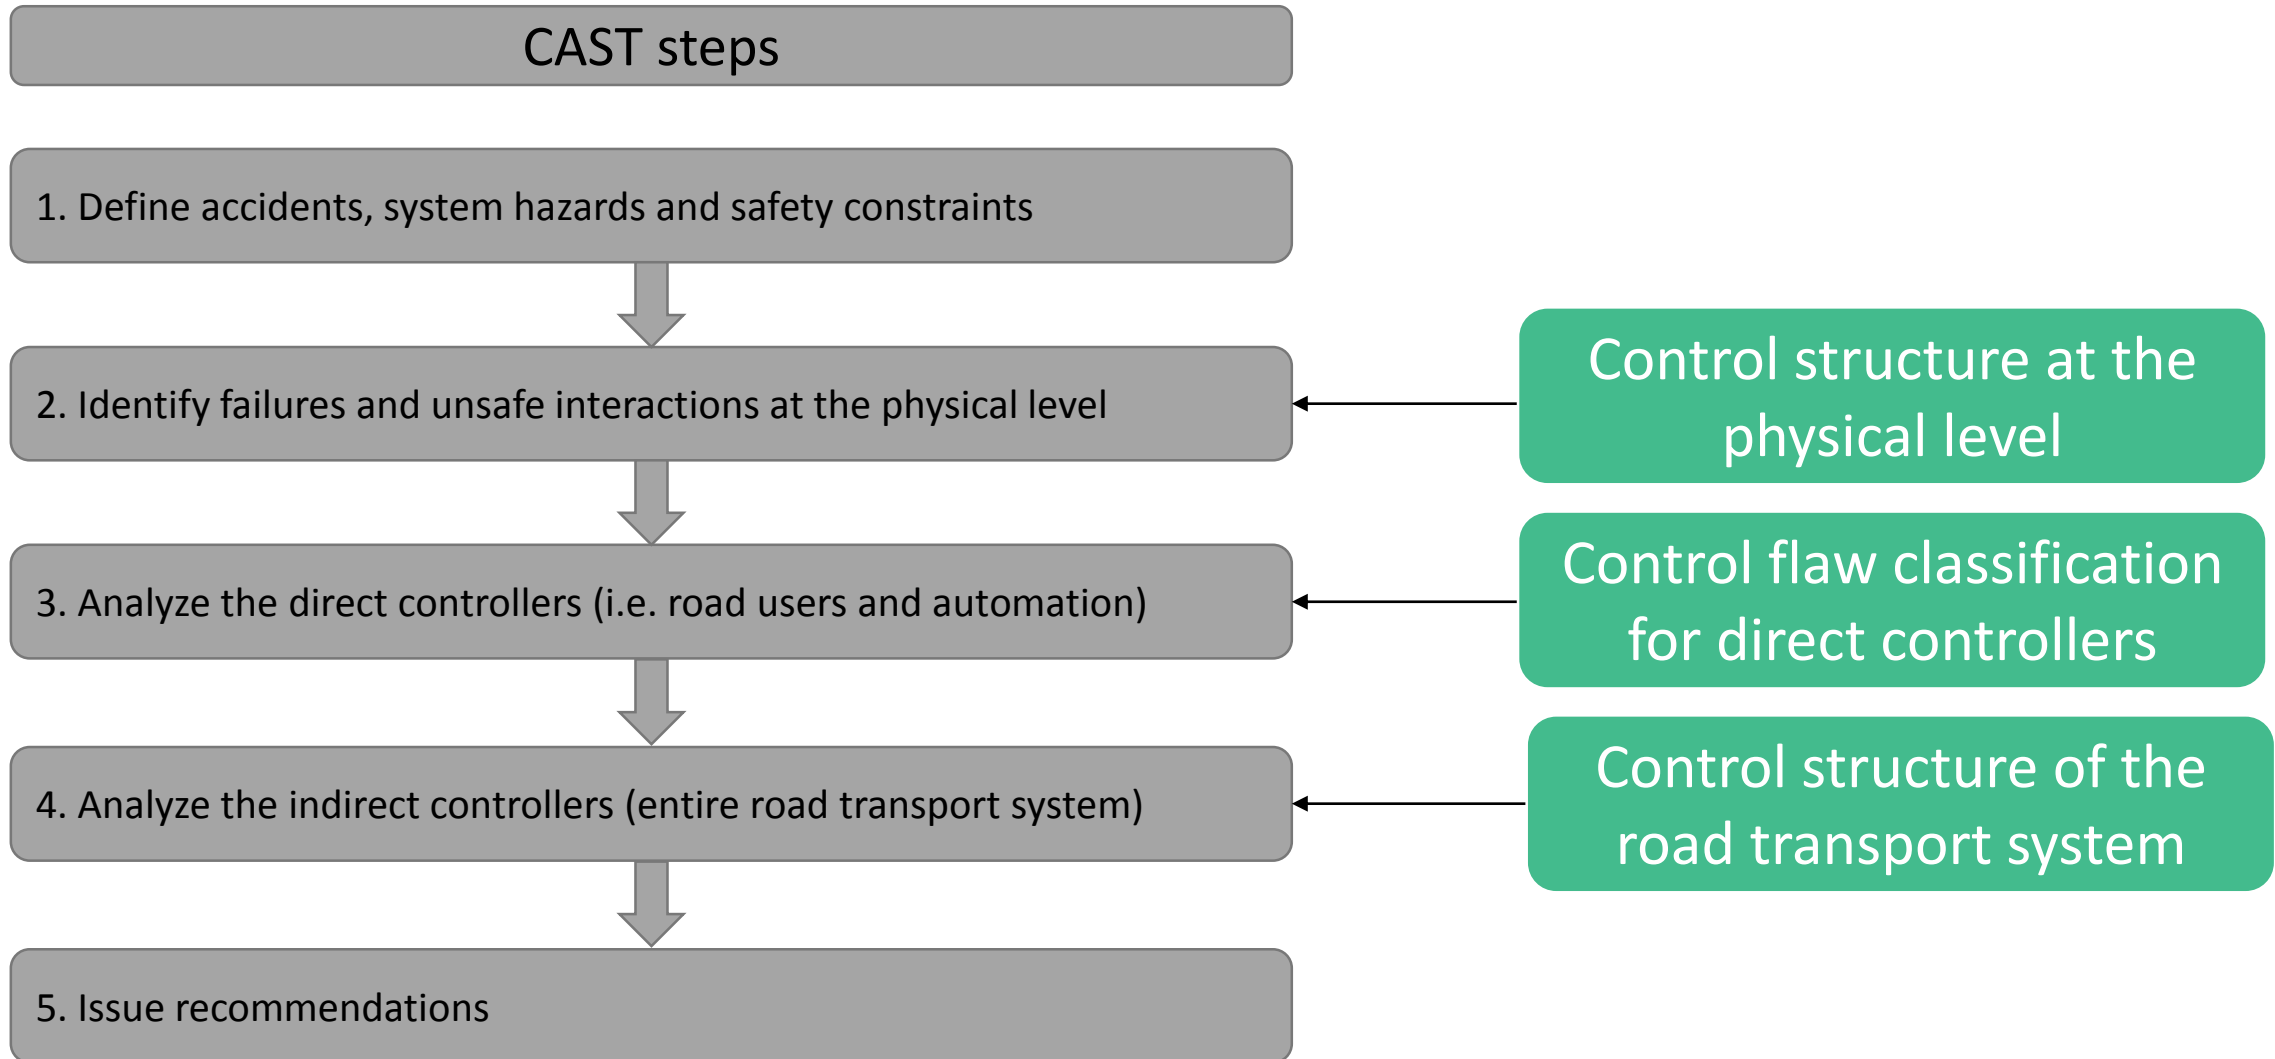 CAST steps
1. Define accidents, system hazards and safety constraints
2. Identify failures and unsafe interactions at the physical level
Control structure at the
physical level
3. Analyze the direct controllers (i.e. road users and automation)
Control flaw classification
for direct controllers
4. Analyze the indirect controllers (entire road transport system)
Control structure of the
road transport system
5. Issue recommendations